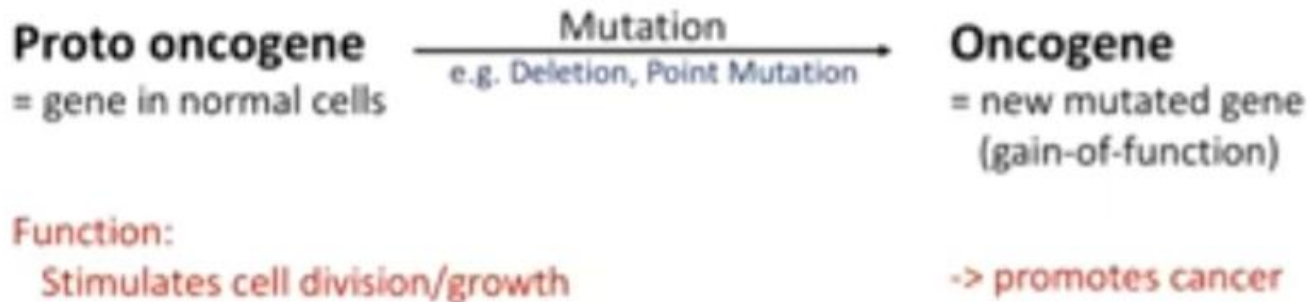 Proto oncogene
= gene in normal cells
Mutation
e.g. Deletion, Point Mutation
Oncogene
= new mutated gene
(gain-of-function)
Function:
Stimulates cell division/growth
-> promotes cancer